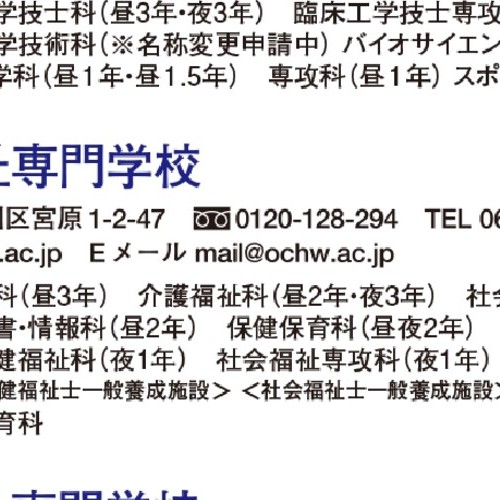 学技士科（昼3年・夜3年）　臨床工学技士専攻
学技術科（※名称変更申請中）　バイオサイエン
学科（昼1年・昼1.5年）　専攻科（昼1年）　スポ
専門学校
区宮原1-2-47　0120-128-294　TEL 06
.ac.jp　Eメール mail@ochw.ac.jp
科（昼3年）　介護福祉科（昼2年・夜3年）　社会
書・情報科（昼2年）　保健保育科（昼夜2年）
健福祉科（夜1年）　社会福祉専攻科（夜1年）
健福祉士一般養成施設＞ ＜社会福祉士一般養成施設＞
育科
専門学校